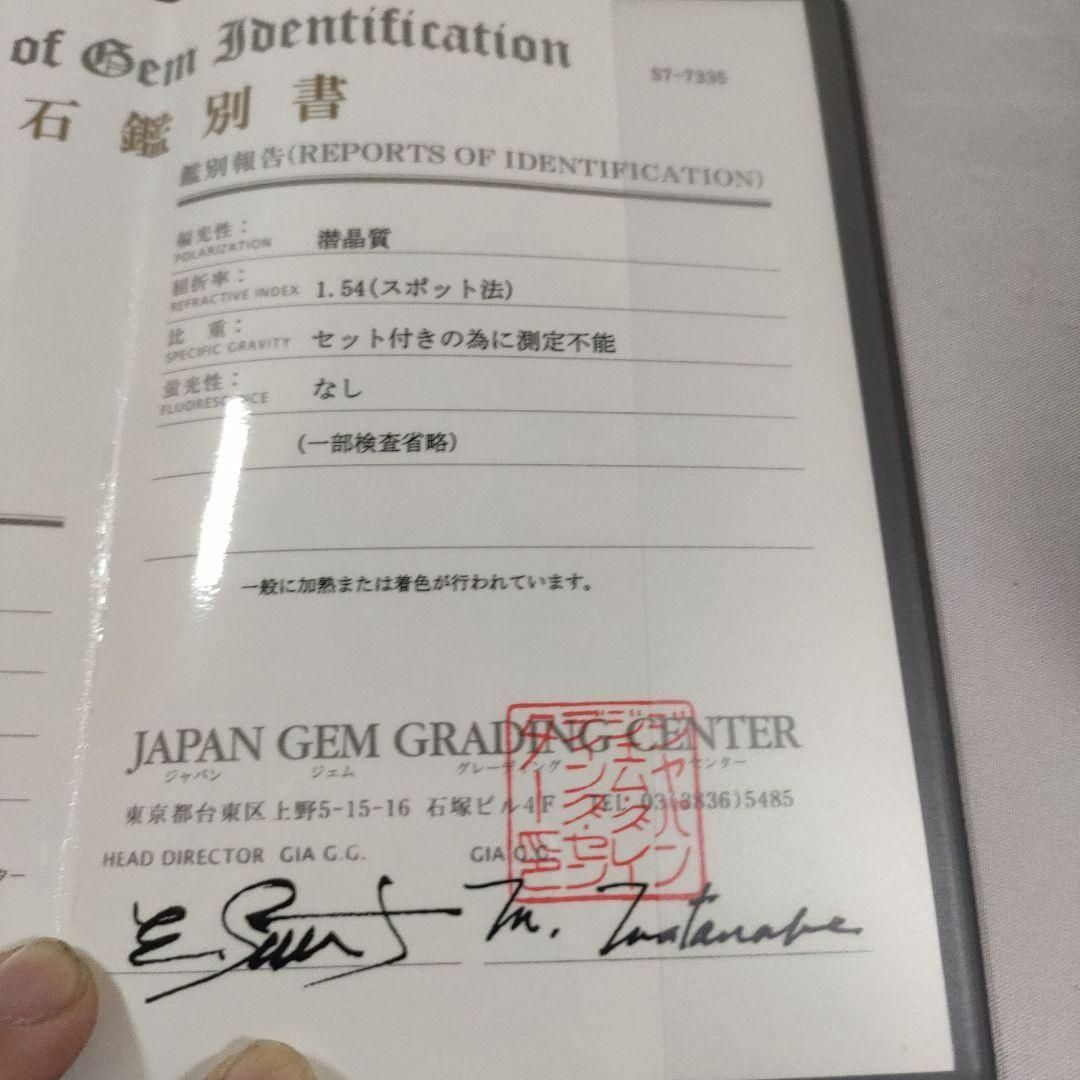 of Gem Identification
S7-7335
石鑑別書
鑑別報告(REPORTS OF IDENTIFICATION)
偏光性：
POLARIZATION
潜晶質
屈折率：
REFRACTIVE INDEX
1.54(スポット法)
比 重：
SPECIFIC GRAVITY
セット付きの為に測定不能
蛍光性：
なし
(一部検査省略)
一般に加熱または着色が行われています。
JAPAN GEM GRADING CENTER
ジャパン ジェム グレーディング センター
東京都台東区上野5-15-16 石塚ビル4F TEL 03(3836)5485
HEAD DIRECTOR GIA G.G.
GIA G.G.
M. Watanabe